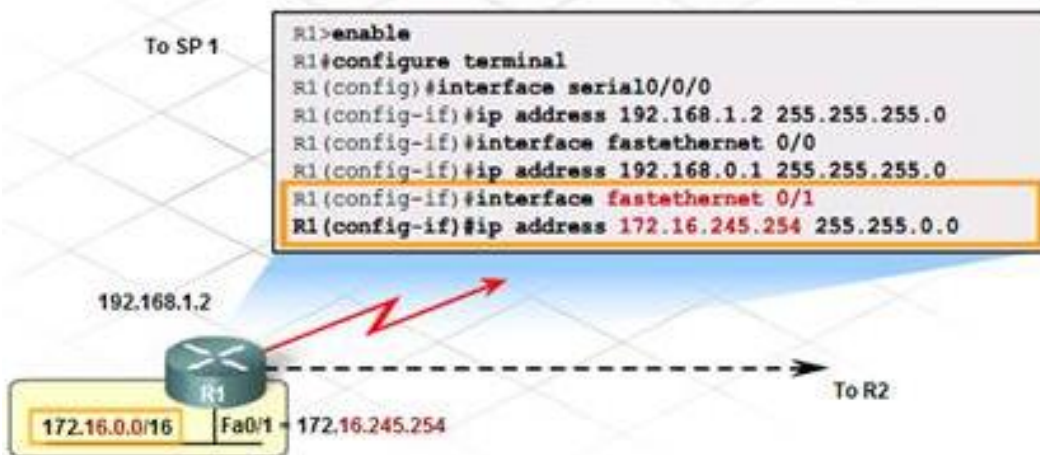 To SP 1
R1>enable
R1#configure terminal
R1(config)#interface serial0/0/0
R1(config-if)#ip address 192.168.1.2 255.255.255.0
R1(config-if)#interface fastethernet 0/0
R1(config-if)#ip address 192.168.0.1 255.255.255.0
R1(config-if)#interface fastethernet 0/1
R1(config-if)#ip address 172.16.245.254 255.255.0.0
192.168.1.2
R1
To R2
172.16.0.0/16
Fa0/1 = 172.16.245.254